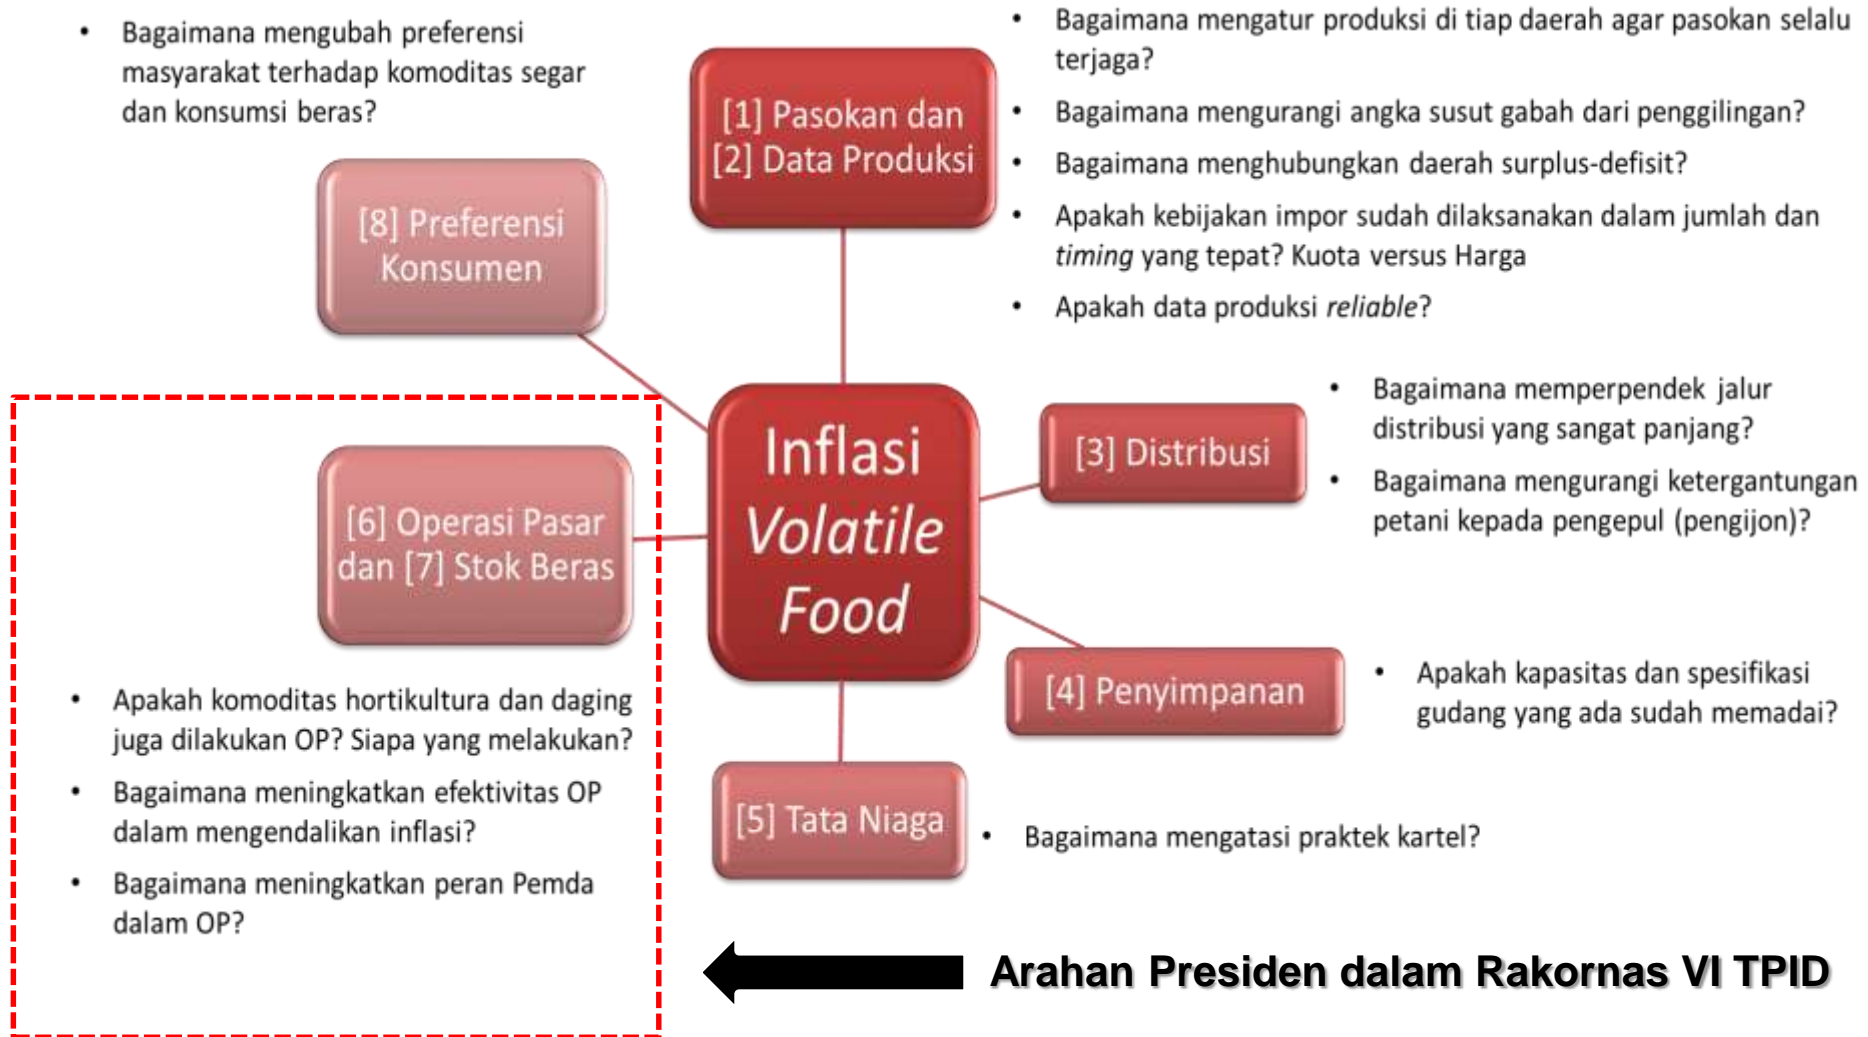 • Bagaimana mengubah preferensi
masyarakat terhadap komoditas segar
dan konsumsi beras?
[8] Preferensi
Konsumen
[1] Pasokan dan
[2] Data Produksi
• Bagaimana mengatur produksi di tiap daerah agar pasokan selalu
terjaga?
• Bagaimana mengurangi angka susut gabah dari penggilingan?
• Bagaimana menghubungkan daerah surplus-defisit?
• Apakah kebijakan impor sudah dilaksanakan dalam jumlah dan
timing yang tepat? Kuota versus Harga
• Apakah data produksi reliable?
Inflasi
Volatile
Food
[3] Distribusi
• Bagaimana memperpendek jalur
distribusi yang sangat panjang?
• Bagaimana mengurangi ketergantungan
petani kepada pengepul (pengijon)?
[4] Penyimpanan
• Apakah kapasitas dan spesifikasi
gudang yang ada sudah memadai?
[5] Tata Niaga
• Bagaimana mengatasi praktek kartel?
[6] Operasi Pasar
dan [7] Stok Beras
• Apakah komoditas hortikultura dan daging
juga dilakukan OP? Siapa yang melakukan?
• Bagaimana meningkatkan efektivitas OP
dalam mengendalikan inflasi?
• Bagaimana meningkatkan peran Pemda
dalam OP?
Arahan Presiden dalam Rakornas VI TPID